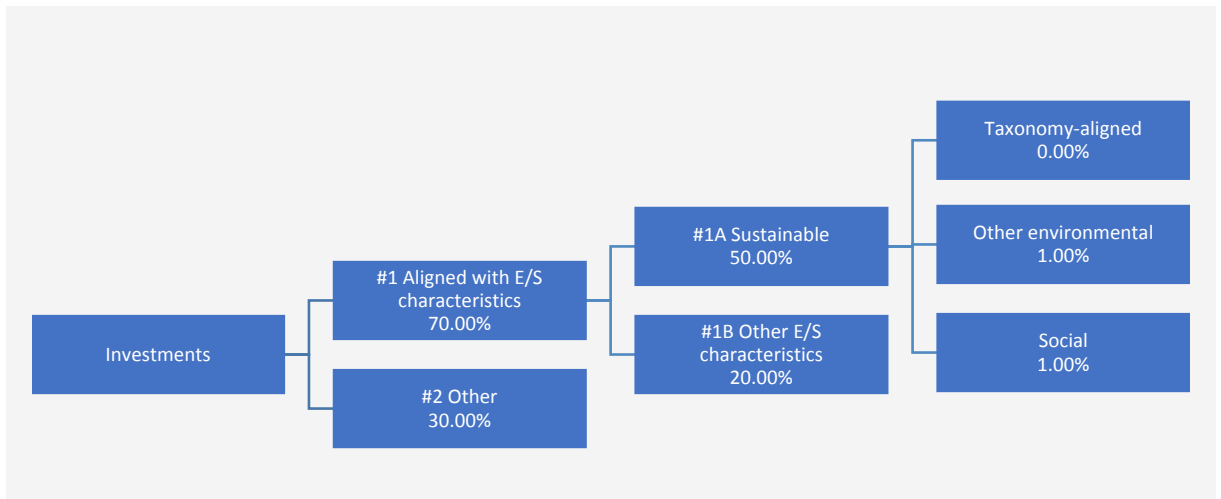 Investments
#1 Aligned with E/S
characteristics
70.00%
#2 Other
30.00%
#1A Sustainable
50.00%
#1B Other E/S
characteristics
20.00%
Taxonomy-aligned
0.00%
Other environmental
1.00%
Social
1.00%